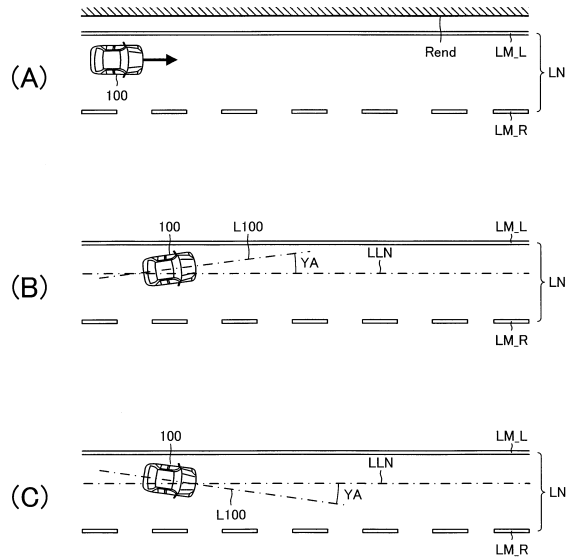 (A)
100
Rend
LM_L
LN
LM_R
(B)
100
L100
YA
LLN
LM_L
LN
LM_R
(C)
100
L100
YA
LLN
LM_L
LN
LM_R